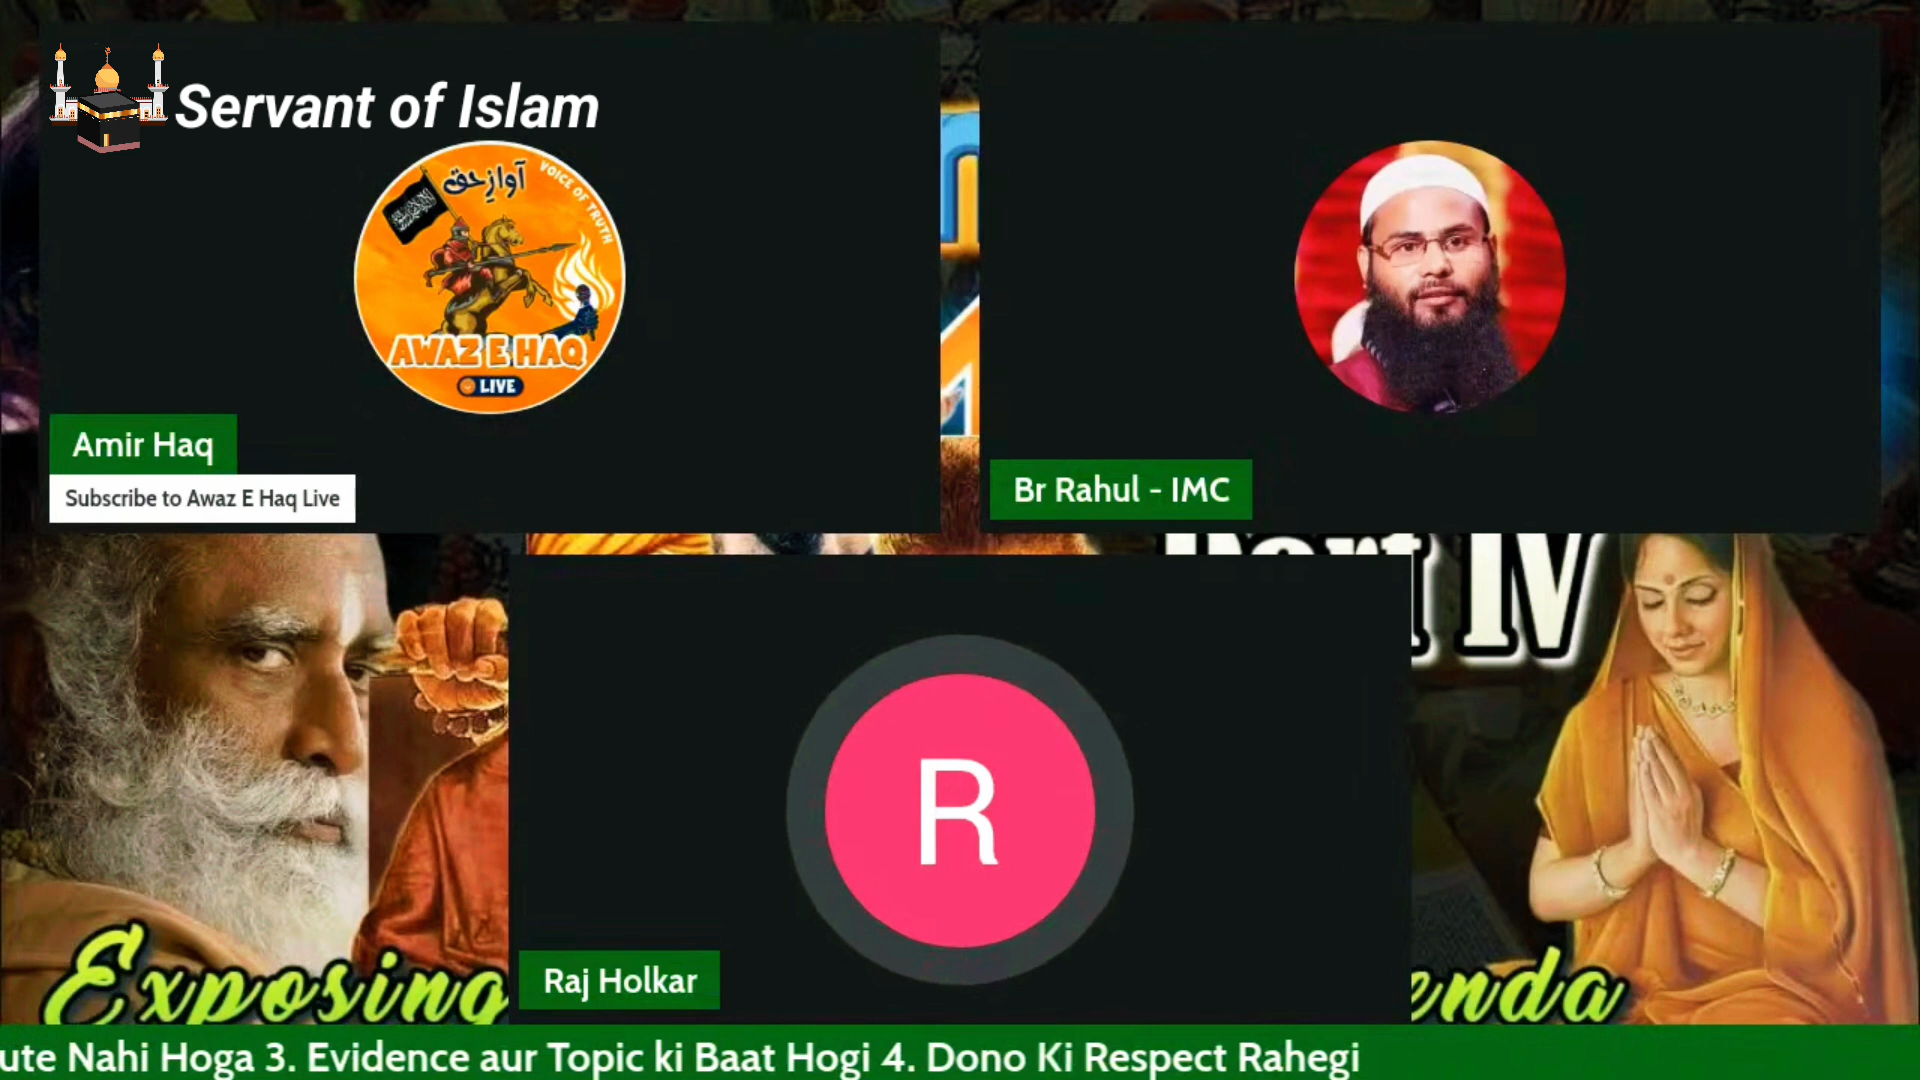 Servant of Islam
آوازِ حق
VOICE OF TRUTH
AWAZ E HAQ
LIVE
Amir Haq
Subscribe to Awaz E Haq Live
Br Rahul - IMC
Part IV
R
Raj Holkar
Exposing
enda
ute Nahi Hoga 3. Evidence aur Topic ki Baat Hogi 4. Dono Ki Respect Rahegi